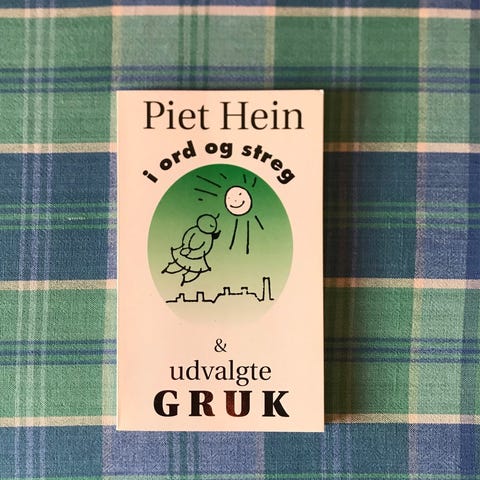 Piet Hein
i ord og streg
&
udvalgte
GRUK